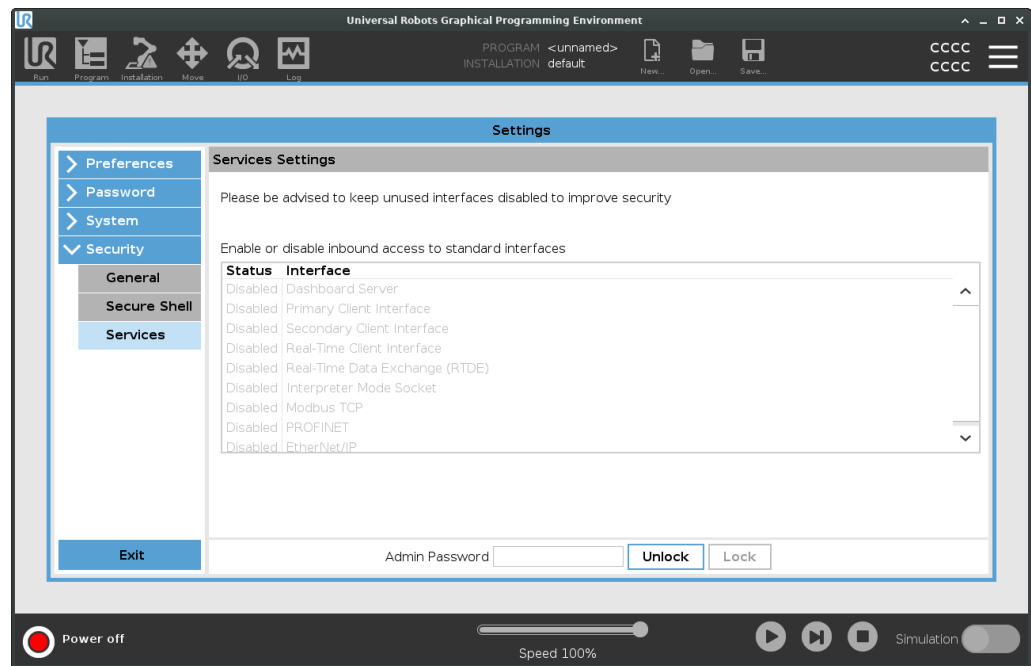 UR
Universal Robots Graphical Programming Environment
UR
Run
Program
Installation
Move
I/O
Log
PROGRAM <unnamed>
INSTALLATION default
New...
Open...
Save...
CCCC
CCCC
Settings
Preferences
Password
System
Security
General
Secure Shell
Services
Exit
Services Settings
Please be advised to keep unused interfaces disabled to improve security
Enable or disable inbound access to standard interfaces
Status Interface
Disabled Dashboard Server
Disabled Primary Client Interface
Disabled Secondary Client Interface
Disabled Real-Time Client Interface
Disabled Real-Time Data Exchange (RTDE)
Disabled Interpreter Mode Socket
Disabled Modbus TCP
Disabled PROFINET
Disabled EtherNet/IP
Admin Password
Unlock
Lock
Power off
Speed 100%
Simulation